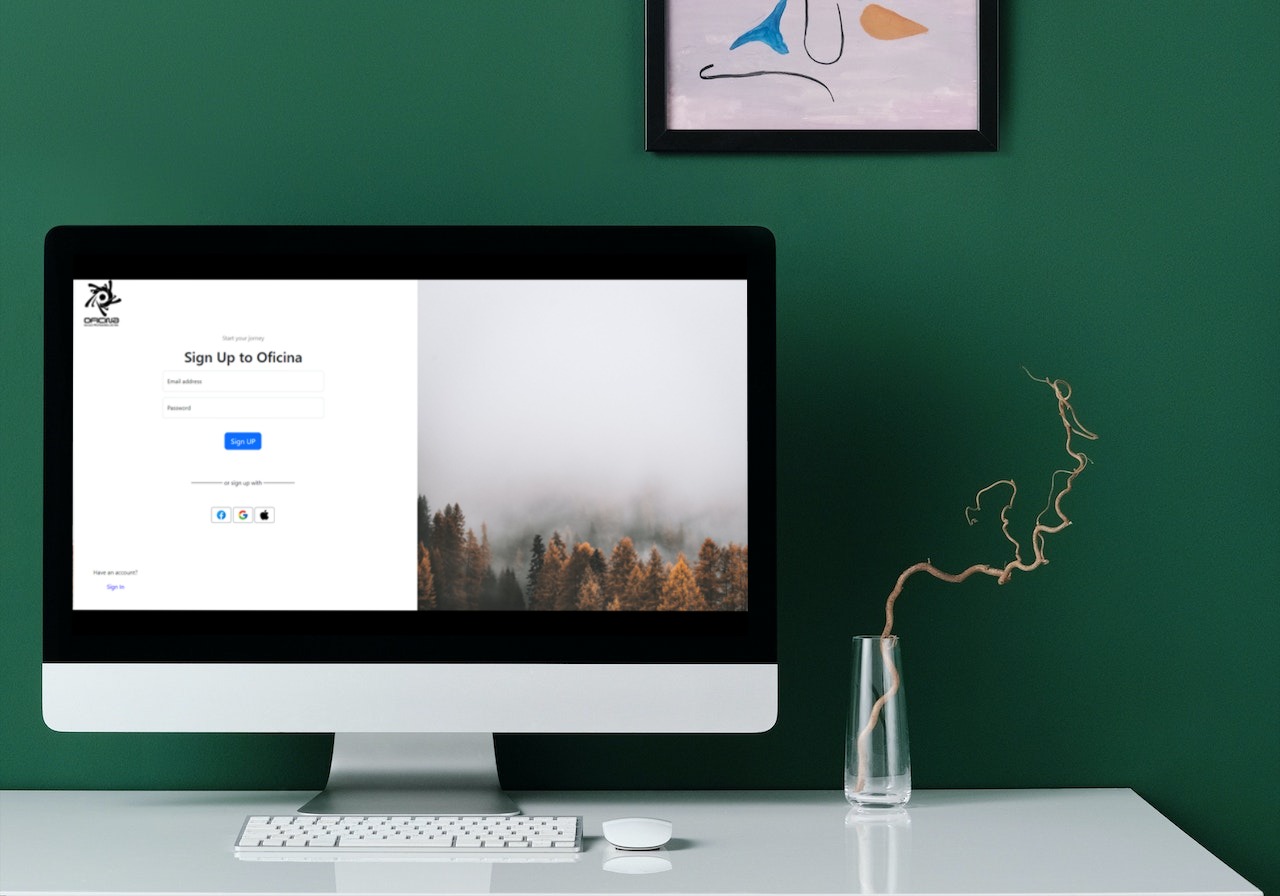 OFICINA
Start your jorney
Sign Up to Oficina
Email address
Password
Sign UP
or sign up with
Have an account?
Sign In